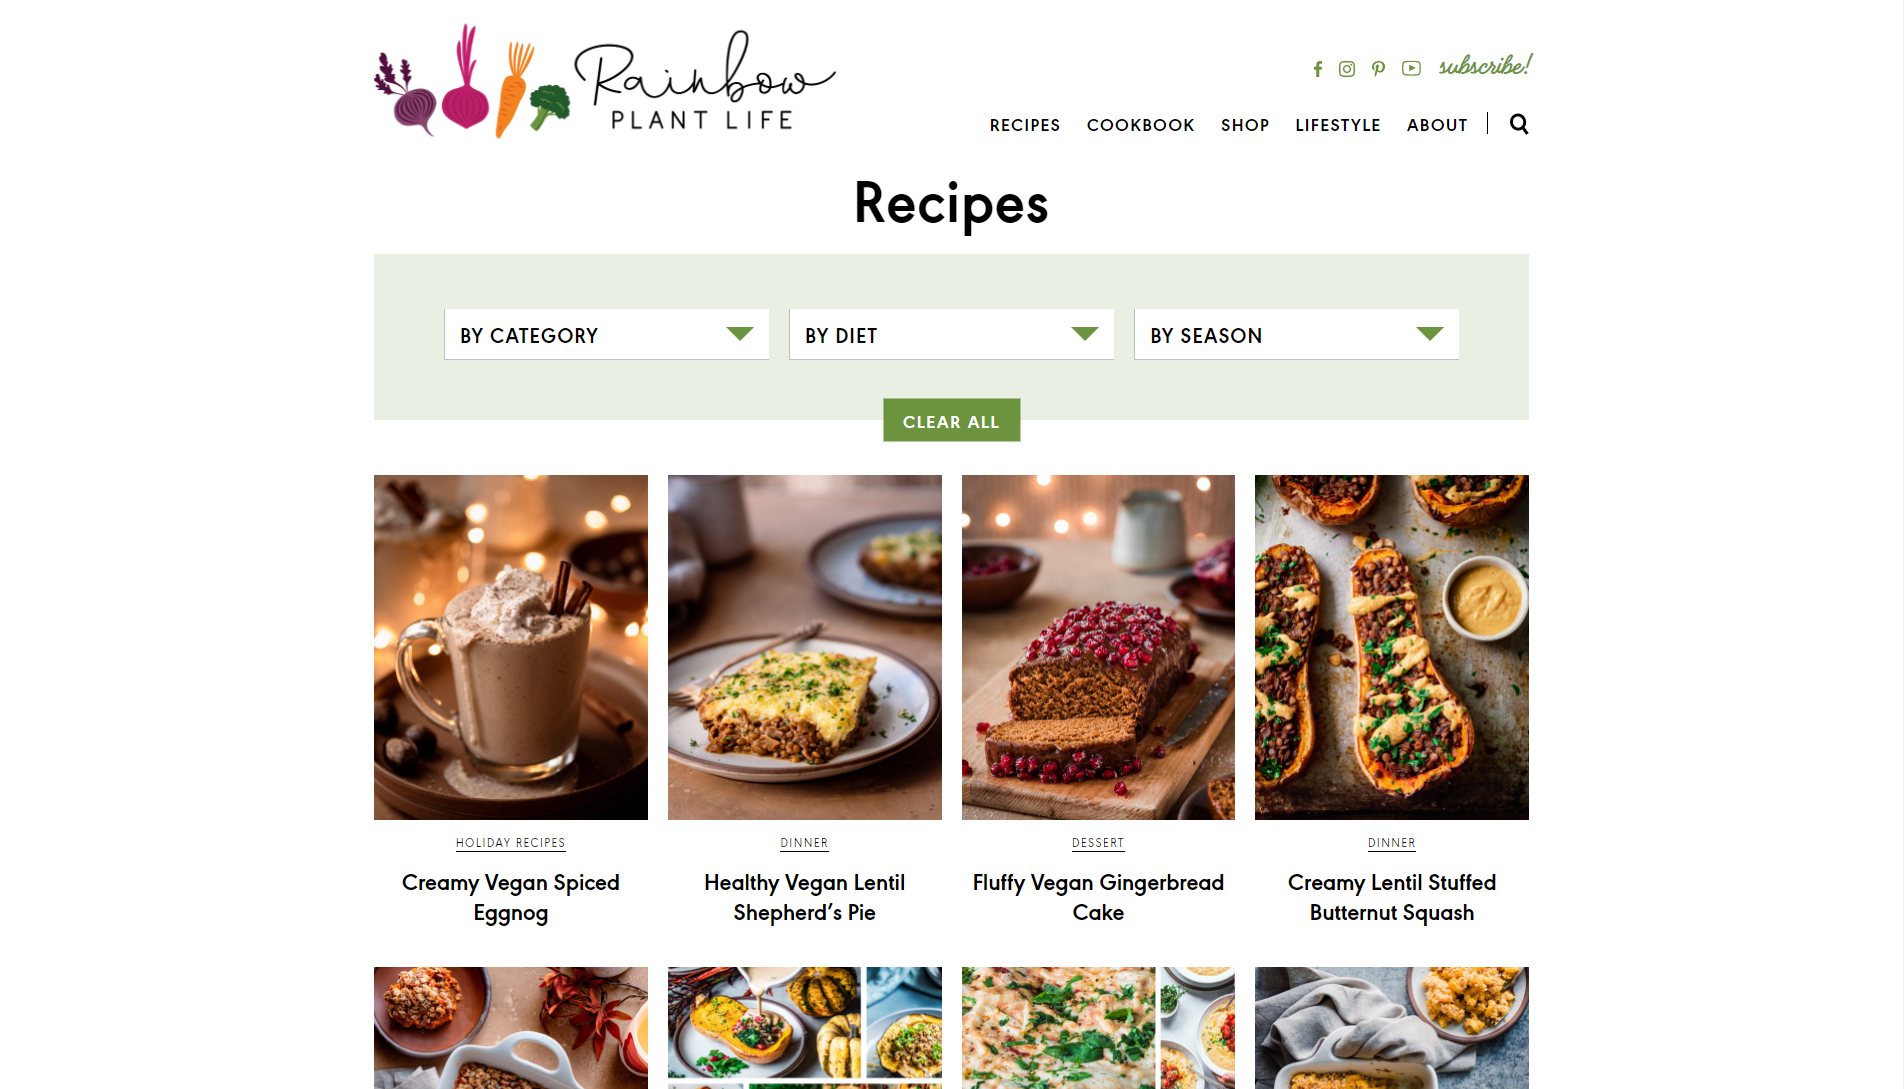 Rainbow
PLANT LIFE
subscribe!
RECIPES COOKBOOK SHOP LIFESTYLE ABOUT
Recipes
BY CATEGORY BY DIET BY SEASON
CLEAR ALL
HOLIDAY RECIPES
Creamy Vegan Spiced
Eggnog
DINNER
Healthy Vegan Lentil
Shepherd’s Pie
DESSERT
Fluffy Vegan Gingerbread
Cake
DINNER
Creamy Lentil Stuffed
Butternut Squash